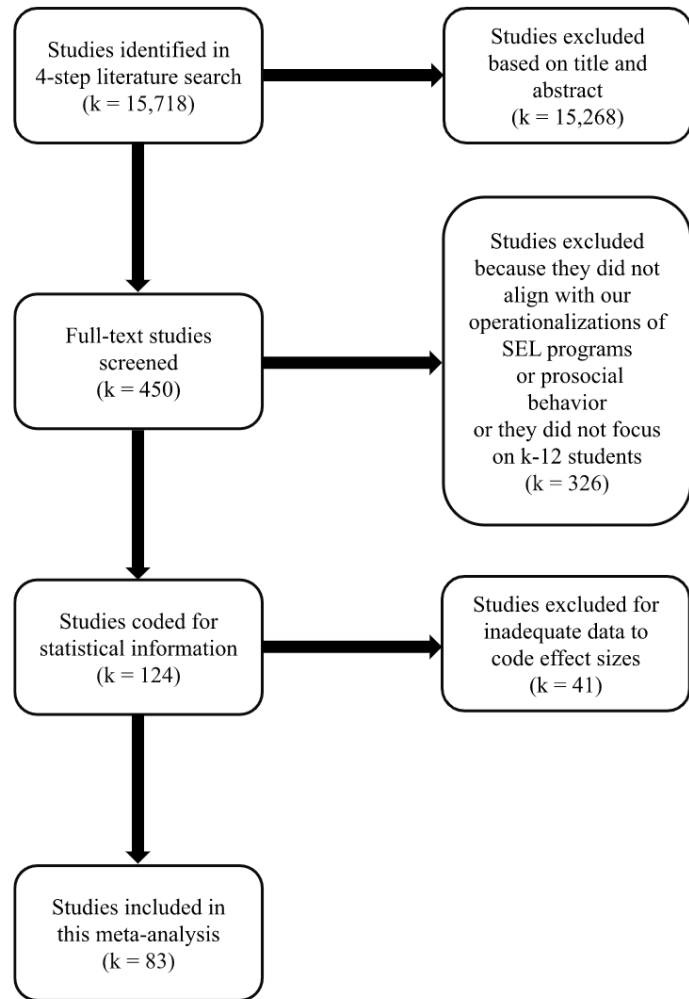 Studies identified in
4-step literature search
(k = 15,718)
Studies excluded
based on title and
abstract
(k = 15,268)
Full-text studies
screened
(k = 450)
Studies excluded
because they did not
align with our
operationalizations of
SEL programs
or prosocial
behavior
or they did not focus
on k-12 students
(k = 326)
Studies coded for
statistical information
(k = 124)
Studies excluded for
inadequate data to
code effect sizes
(k = 41)
Studies included in
this meta-analysis
(k = 83)